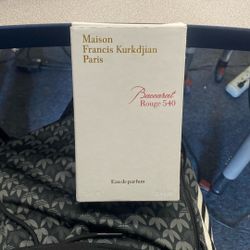 Maison
Francis Kurkdjian
Paris
Baccarat
Rouge 540
Eau de parfum